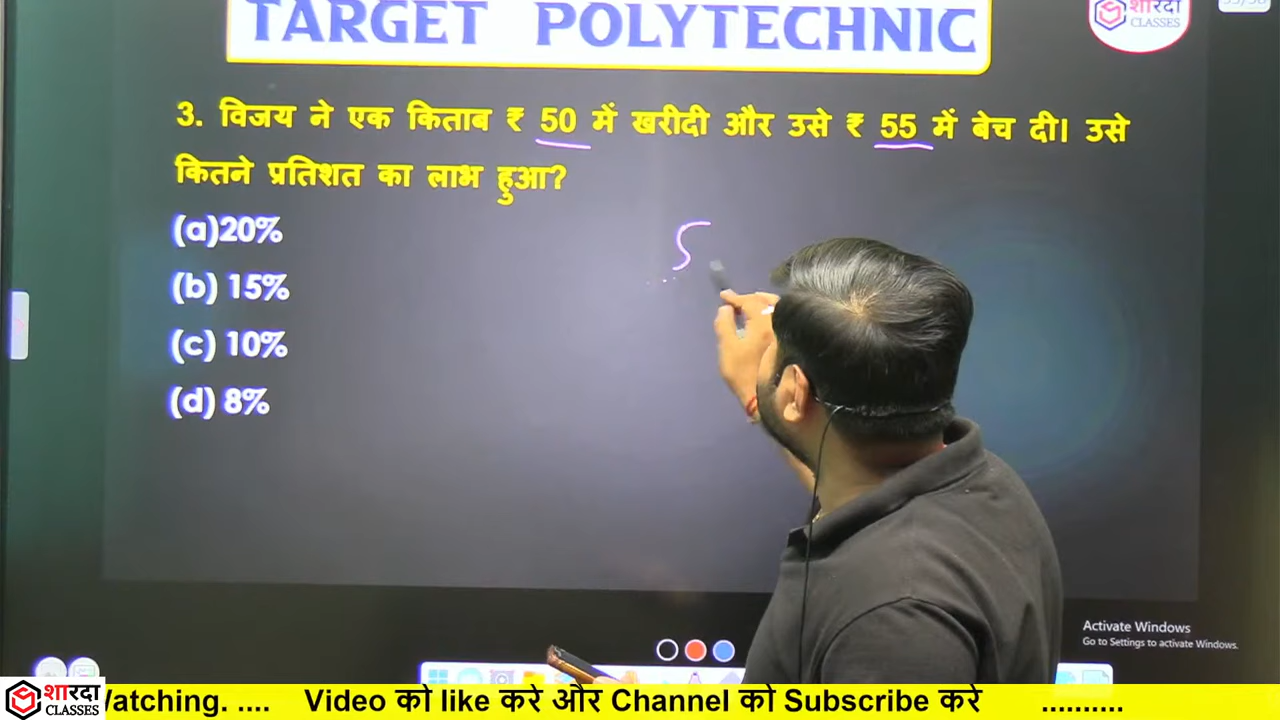 TARGET POLYTECHNIC
शारदा
CLASSES
3. विजय ने एक किताब ₹ 50 में खरीदी और उसे ₹ 55 में बेच दी। उसे
कितने प्रतिशत का लाभ हुआ?
(a)20%
(b) 15%
(c) 10%
(d) 8%
5
Activate Windows
Go to Settings to activate Windows.
शारदा
CLASSES
Watching. .... Video को like करे और Channel को Subscribe करे ..........